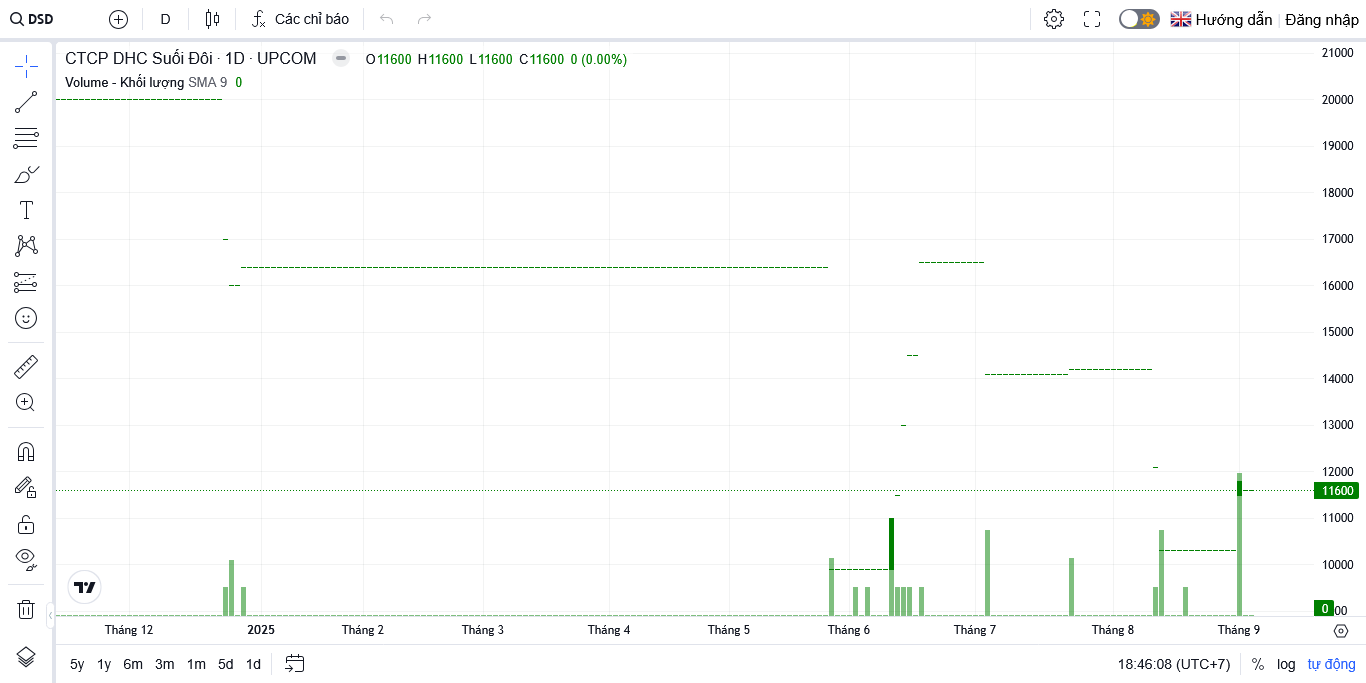 DSD D Các chỉ báo Hướng dẫn Đăng nhập
CTCP DHC Suối Đôi · 1D · UPCOM O11600 H11600 L11600 C11600 0 (0.00%)
Volume - Khối lượng SMA 9 0
21000
20000
19000
18000
17000
16000
15000
14000
13000
12000
11600
11000
10000
0 00
Tháng 12 2025 Tháng 2 Tháng 3 Tháng 4 Tháng 5 Tháng 6 Tháng 7 Tháng 8 Tháng 9
5y 1y 6m 3m 1m 5d 1d 18:46:08 (UTC+7) % log tự động